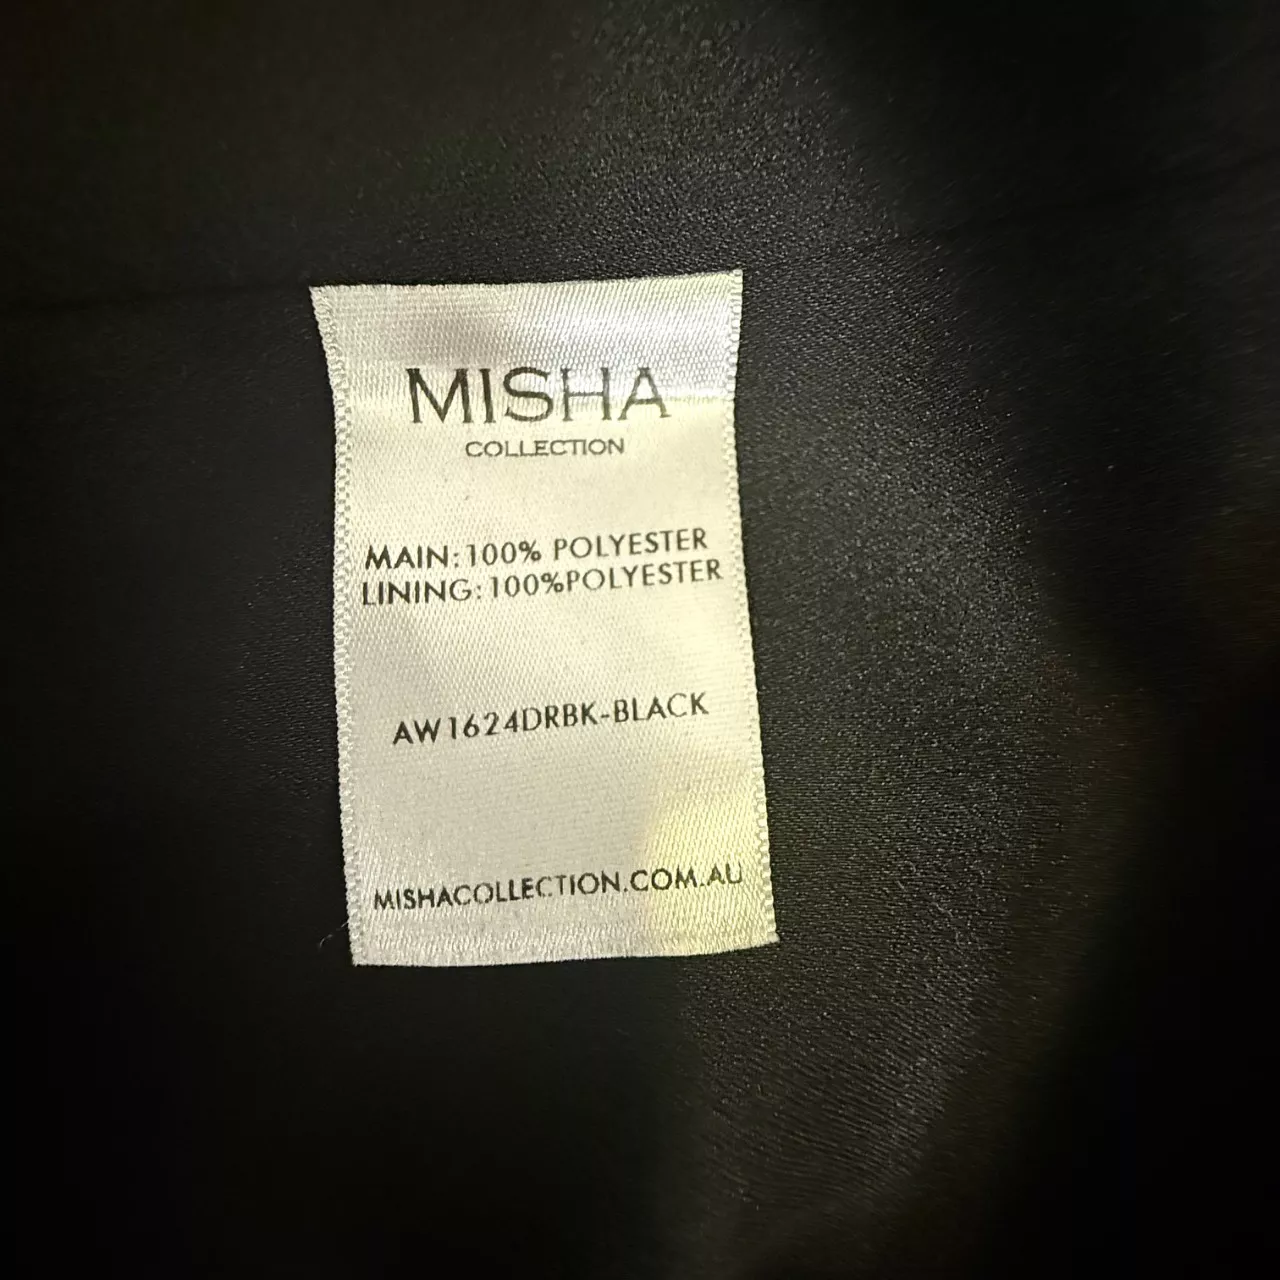 MISHA
COLLECTION
MAIN: 100% POLYESTER
LINING: 100%POLYESTER
AW1624DRBK-BLACK
MISHACOLLECTION.COM.AU